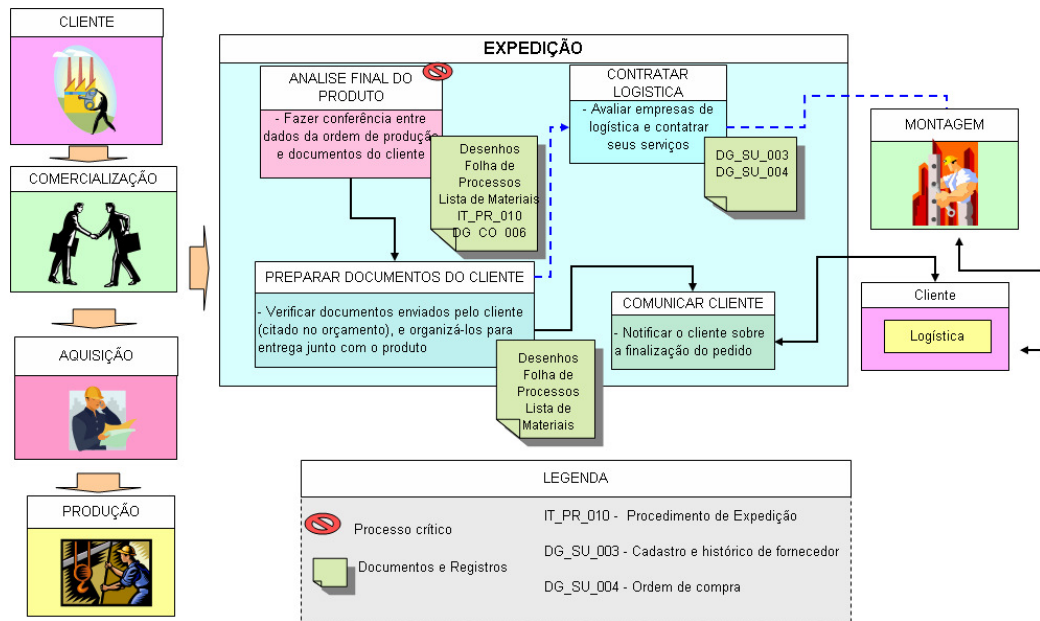 CLIENTE
COMERCIALIZAÇÃO
AQUISIÇÃO
PRODUÇÃO
EXPEDIÇÃO
ANALISE FINAL DO
PRODUTO
- Fazer conferência entre
dados da ordem de produção
e documentos do cliente
Desenhos
Folha de
Processos
Lista de Materiais
IT_PR_010
DG_CO_006
CONTRATAR
LOGISTICA
- Avaliar empresas de
logística e contatrar
seus serviços
DG_SU_003
DG_SU_004
PREPARAR DOCUMENTOS DO CLIENTE
- Verificar documentos enviados pelo cliente
(citado no orçamento), e organizá-los para
entrega junto com o produto
Desenhos
Folha de
Processos
Lista de
Materiais
COMUNICAR CLIENTE
- Notificar o cliente sobre
a finalização do pedido
MONTAGEM
Cliente
Logística
LEGENDA
Processo crítico
Documentos e Registros
IT_PR_010 - Procedimento de Expedição
DG_SU_003 - Cadastro e histórico de fornecedor
DG_SU_004 - Ordem de compra